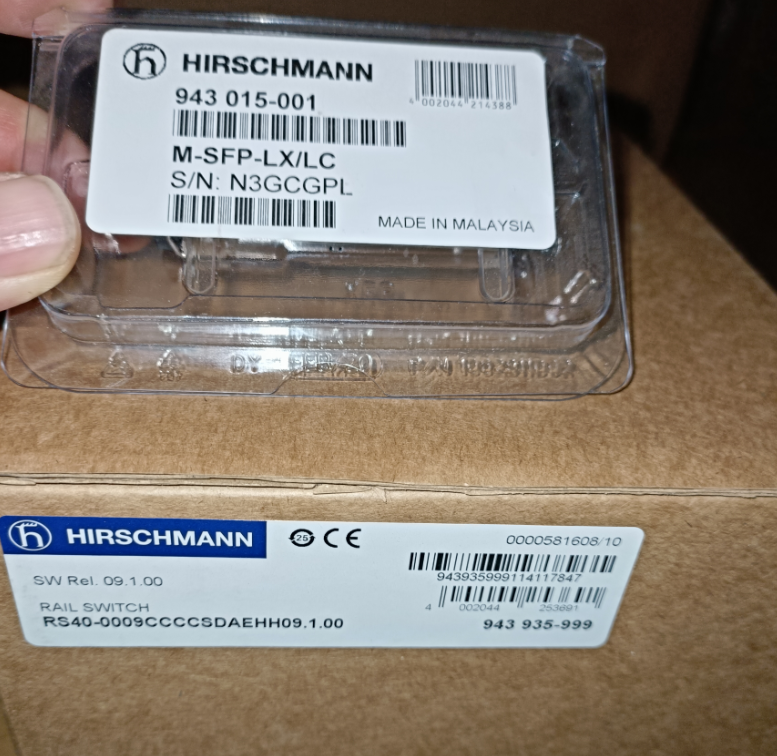 HIRSCHMANN
943 015-001
4 002044 214388
M-SFP-LX/LC
S/N: N3GCGPL
MADE IN MALAYSIA
HIRSCHMANN
25 CE
0000581608/10
SW Rel. 09.1.00
943935999114117847
RAIL SWITCH
4 002044 253691
RS40-0009CCCCSDAEHH09.1.00
943 935-999